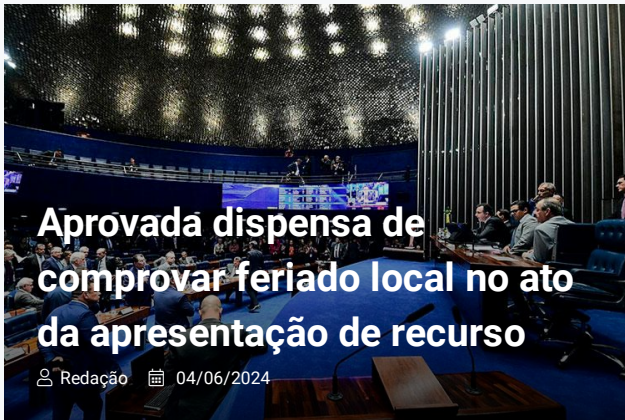 Aprovada dispensa de
comprovar feriado local no ato
da apresentação de recurso
Redação 04/06/2024